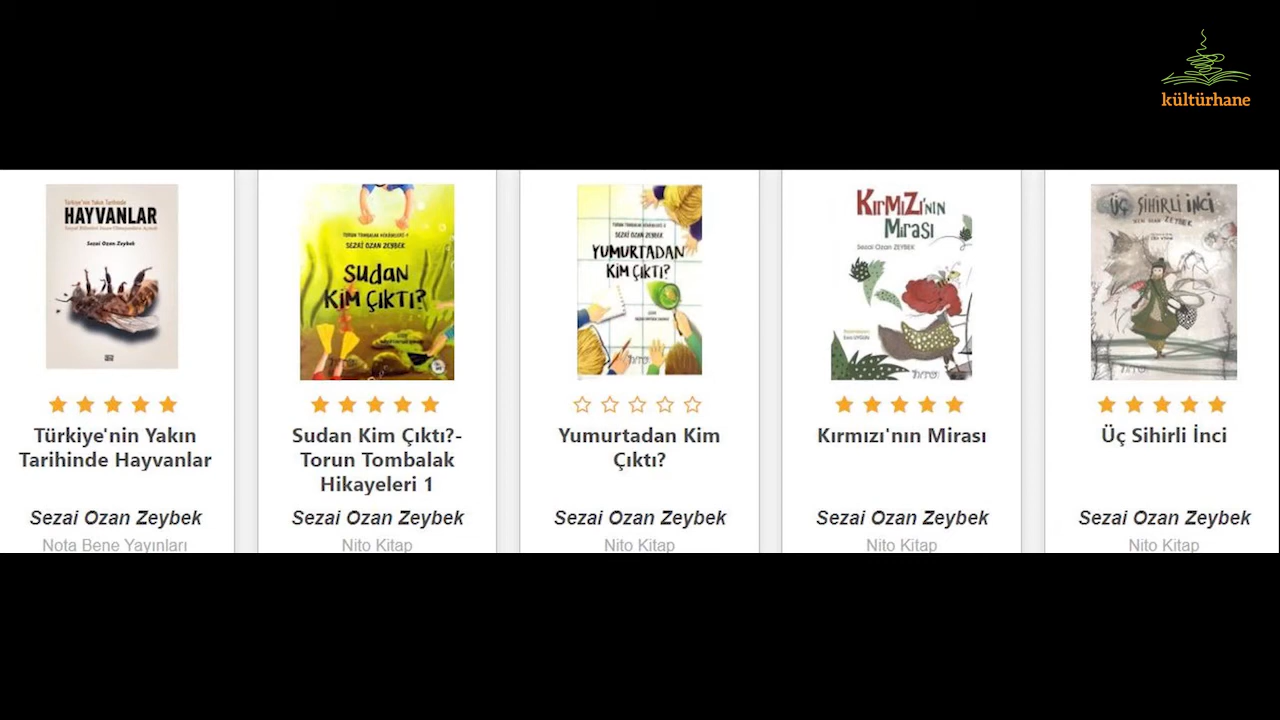 kültürhane
Türkiye'nin Yakın Tarihinde
HAYVANLAR
Sezai Ozan Zeybek
Türkiye'nin Yakın
Tarihinde Hayvanlar
Sezai Ozan Zeybek
Nota Bene Yayınları
TORUN TOMBALAK HİKAYELERİ-1
SEZAİ OZAN ZEYBEK
Sudan
KİM ÇIKTI?
Sudan Kim Çıktı?-
Torun Tombalak
Hikayeleri 1
Sezai Ozan Zeybek
Nito Kitap
TORUN TOMBALAK HİKAYELERİ-2
SEZAİ OZAN ZEYBEK
YUMURTADAN
KİM ÇIKTI?
Yumurtadan Kim
Çıktı?
Sezai Ozan Zeybek
Nito Kitap
KIRMIZI'NIN
MİRASI
Sezai Ozan ZEYBEK
Kırmızı'nın Mirası
Sezai Ozan Zeybek
Nito Kitap
ÜÇ SİHİRLİ İNCİ
OZAN ZEYBEK
Üç Sihirli İnci
Sezai Ozan Zeybek
Nito Kitap